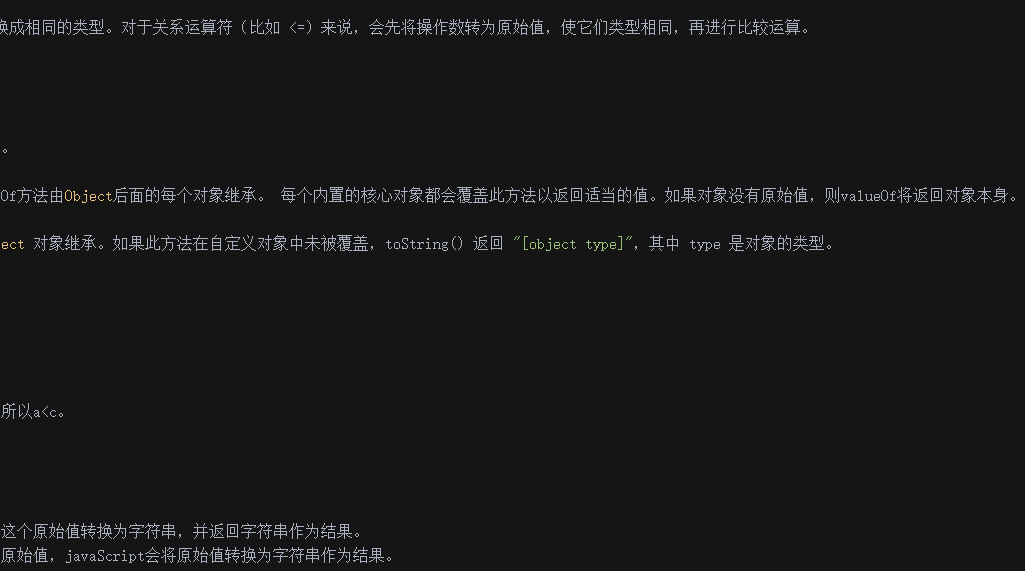 换成相同的类型。对于关系运算符（比如 <=）来说，会先将操作数转为原始值，使它们类型相同，再进行比较运算。
。
Of方法由Object后面的每个对象继承。 每个内置的核心对象都会覆盖此方法以返回适当的值。如果对象没有原始值，则valueOf将返回对象本身。
ect 对象继承。如果此方法在自定义对象中未被覆盖，toString() 返回 "[object type]"，其中 type 是对象的类型。
所以a<c。
这个原始值转换为字符串，并返回字符串作为结果。
原始值，javaScript会将原始值转换为字符串作为结果。